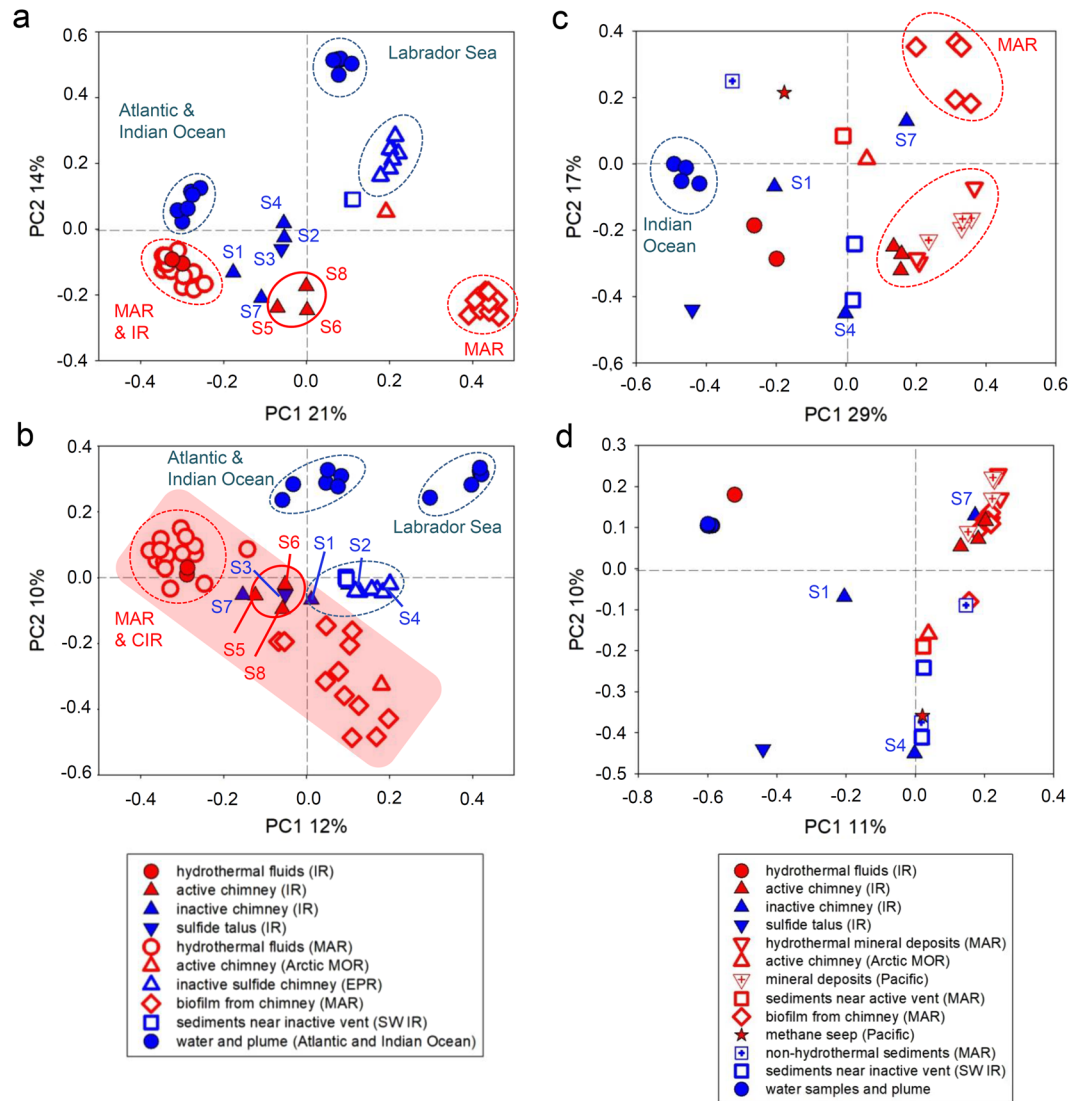 a
0.6
0.4
0.2
0.0
-0.2
-0.4
PC2 14%
Labrador Sea
Atlantic &
Indian Ocean
S4
S2
S1
S3
S8
S7
S5
S6
MAR
& IR
MAR
-0.4
-0.2
0.0
0.2
0.4
PC1 21%
b
0.4
0.2
0.0
-0.2
-0.4
-0.6
PC2 10%
Atlantic &
Indian Ocean
Labrador Sea
S6
S1
S2
S3
S7
S4
MAR
& CIR
S5
S8
-0.4
-0.2
0.0
0.2
0.4
PC1 12%
hydrothermal fluids (IR)
active chimney (IR)
inactive chimney (IR)
sulfide talus (IR)
hydrothermal fluids (MAR)
active chimney (Arctic MOR)
inactive sulfide chimney (EPR)
biofilm from chimney (MAR)
sediments near inactive vent (SW IR)
water and plume (Atlantic and Indian Ocean)
c
0.4
0.2
0.0
-0.2
-0.4
-0.6
PC2 17%
MAR
S7
S1
Indian
Ocean
S4
-0.6
-0.4
-0.2
0.0
0.2
0.4
0.6
PC1 29%
d
0.3
0.2
0.1
0.0
-0.1
-0.2
-0.3
-0.4
-0.5
PC2 10%
S7
S1
S4
-0.8
-0.6
-0.4
-0.2
0.0
0.2
0.4
PC1 11%
hydrothermal fluids (IR)
active chimney (IR)
inactive chimney (IR)
sulfide talus (IR)
hydrothermal mineral deposits (MAR)
active chimney (Arctic MOR)
mineral deposits (Pacific)
sediments near active vent (MAR)
biofilm from chimney (MAR)
methane seep (Pacific)
non-hydrothermal sediments (MAR)
sediments near inactive vent (SW IR)
water samples and plume